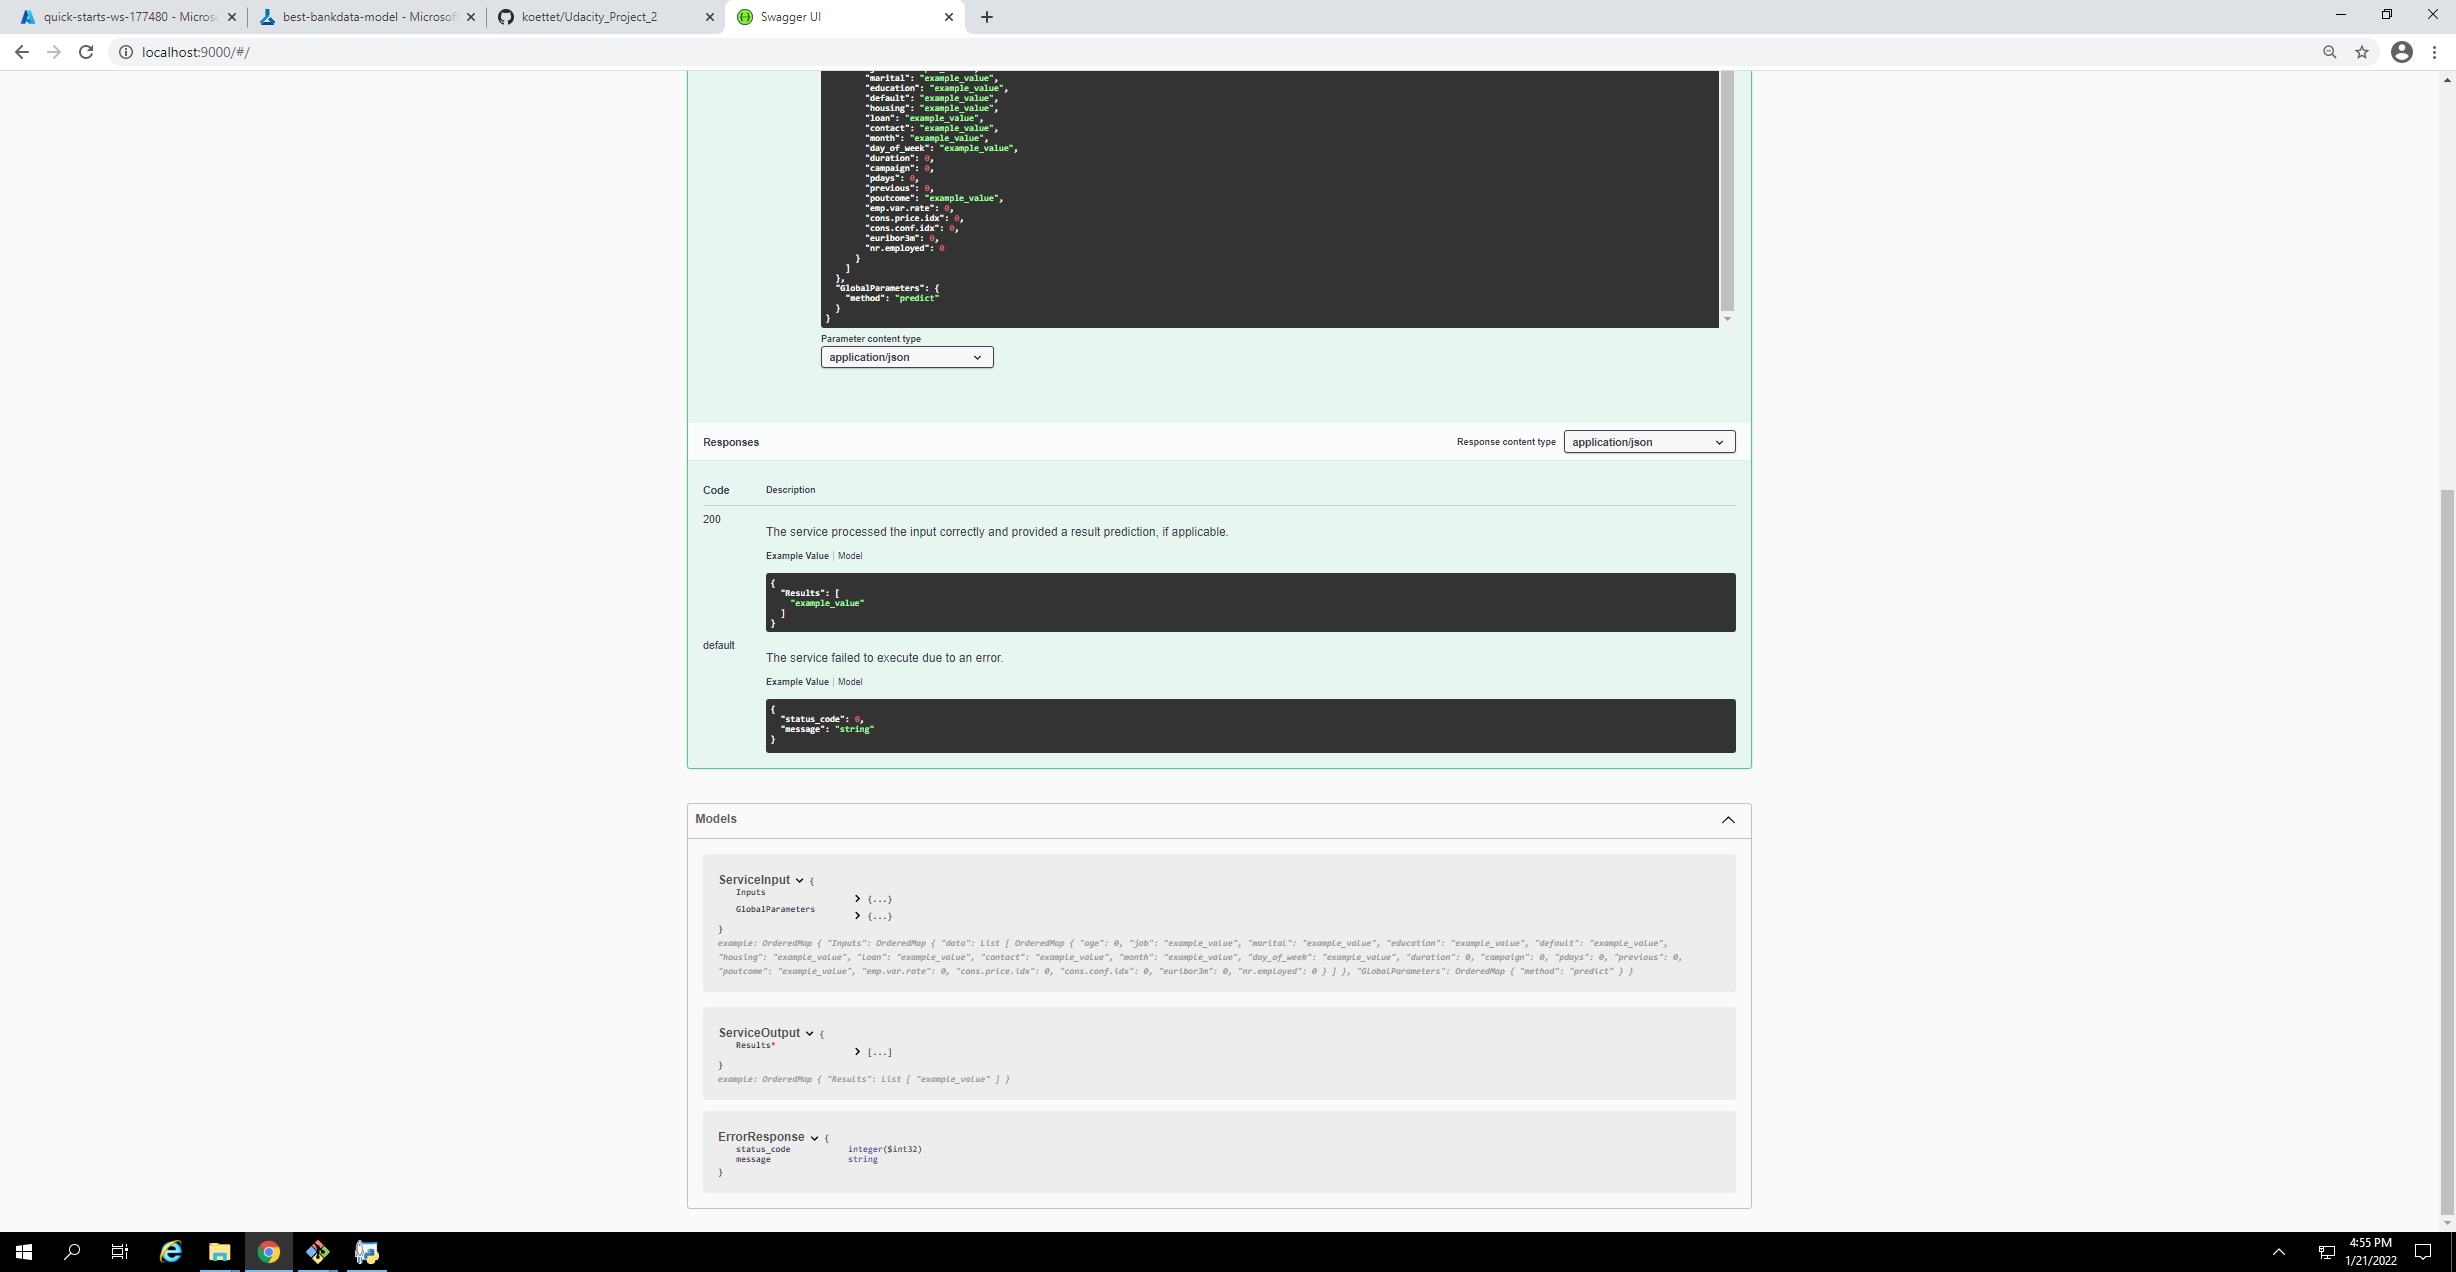 quick-starts-ws-177480 - Micros
best-bankdata-model - Microsof
koettet/Udacity_Project_2
Swagger UI
localhost:9000/#/
"marital": "example_value",
"education": "example_value",
"default": "example_value",
"housing": "example_value",
"loan": "example_value",
"contact": "example_value",
"month": "example_value",
"day_of_week": "example_value",
"duration": 0,
"campaign": 0,
"pdays": 0,
"previous": 0,
"poutcome": "example_value",
"emp.var.rate": 0,
"cons.price.idx": 0,
"cons.conf.idx": 0,
"euribor3m": 0,
"nr.employed": 0
}
]
},
"GlobalParameters": {
"method": "predict"
}
}
Parameter content type
application/json
Responses
Response content type
application/json
Code Description
200
The service processed the input correctly and provided a result prediction, if applicable.
Example Value | Model
{
"Results": [
"example_value"
]
}
default
The service failed to execute due to an error.
Example Value | Model
{
"status_code": 0,
"message": "string"
}
Models
ServiceInput {
Inputs {...}
GlobalParameters {...}
}
example: OrderedMap { "Inputs": OrderedMap { "data": List [ OrderedMap { "age": 0, "job": "example_value", "marital": "example_value", "education": "example_value", "default": "example_value",
"housing": "example_value", "loan": "example_value", "contact": "example_value", "month": "example_value", "day_of_week": "example_value", "duration": 0, "campaign": 0, "pdays": 0, "previous": 0,
"poutcome": "example_value", "emp.var.rate": 0, "cons.price.idx": 0, "cons.conf.idx": 0, "euribor3m": 0, "nr.employed": 0 } ] }, "GlobalParameters": OrderedMap { "method": "predict" } }
ServiceOutput {
Results* [...]
}
example: OrderedMap { "Results": List [ "example_value" ] }
ErrorResponse {
status_code integer($int32)
message string
}
4:55 PM
1/21/2022